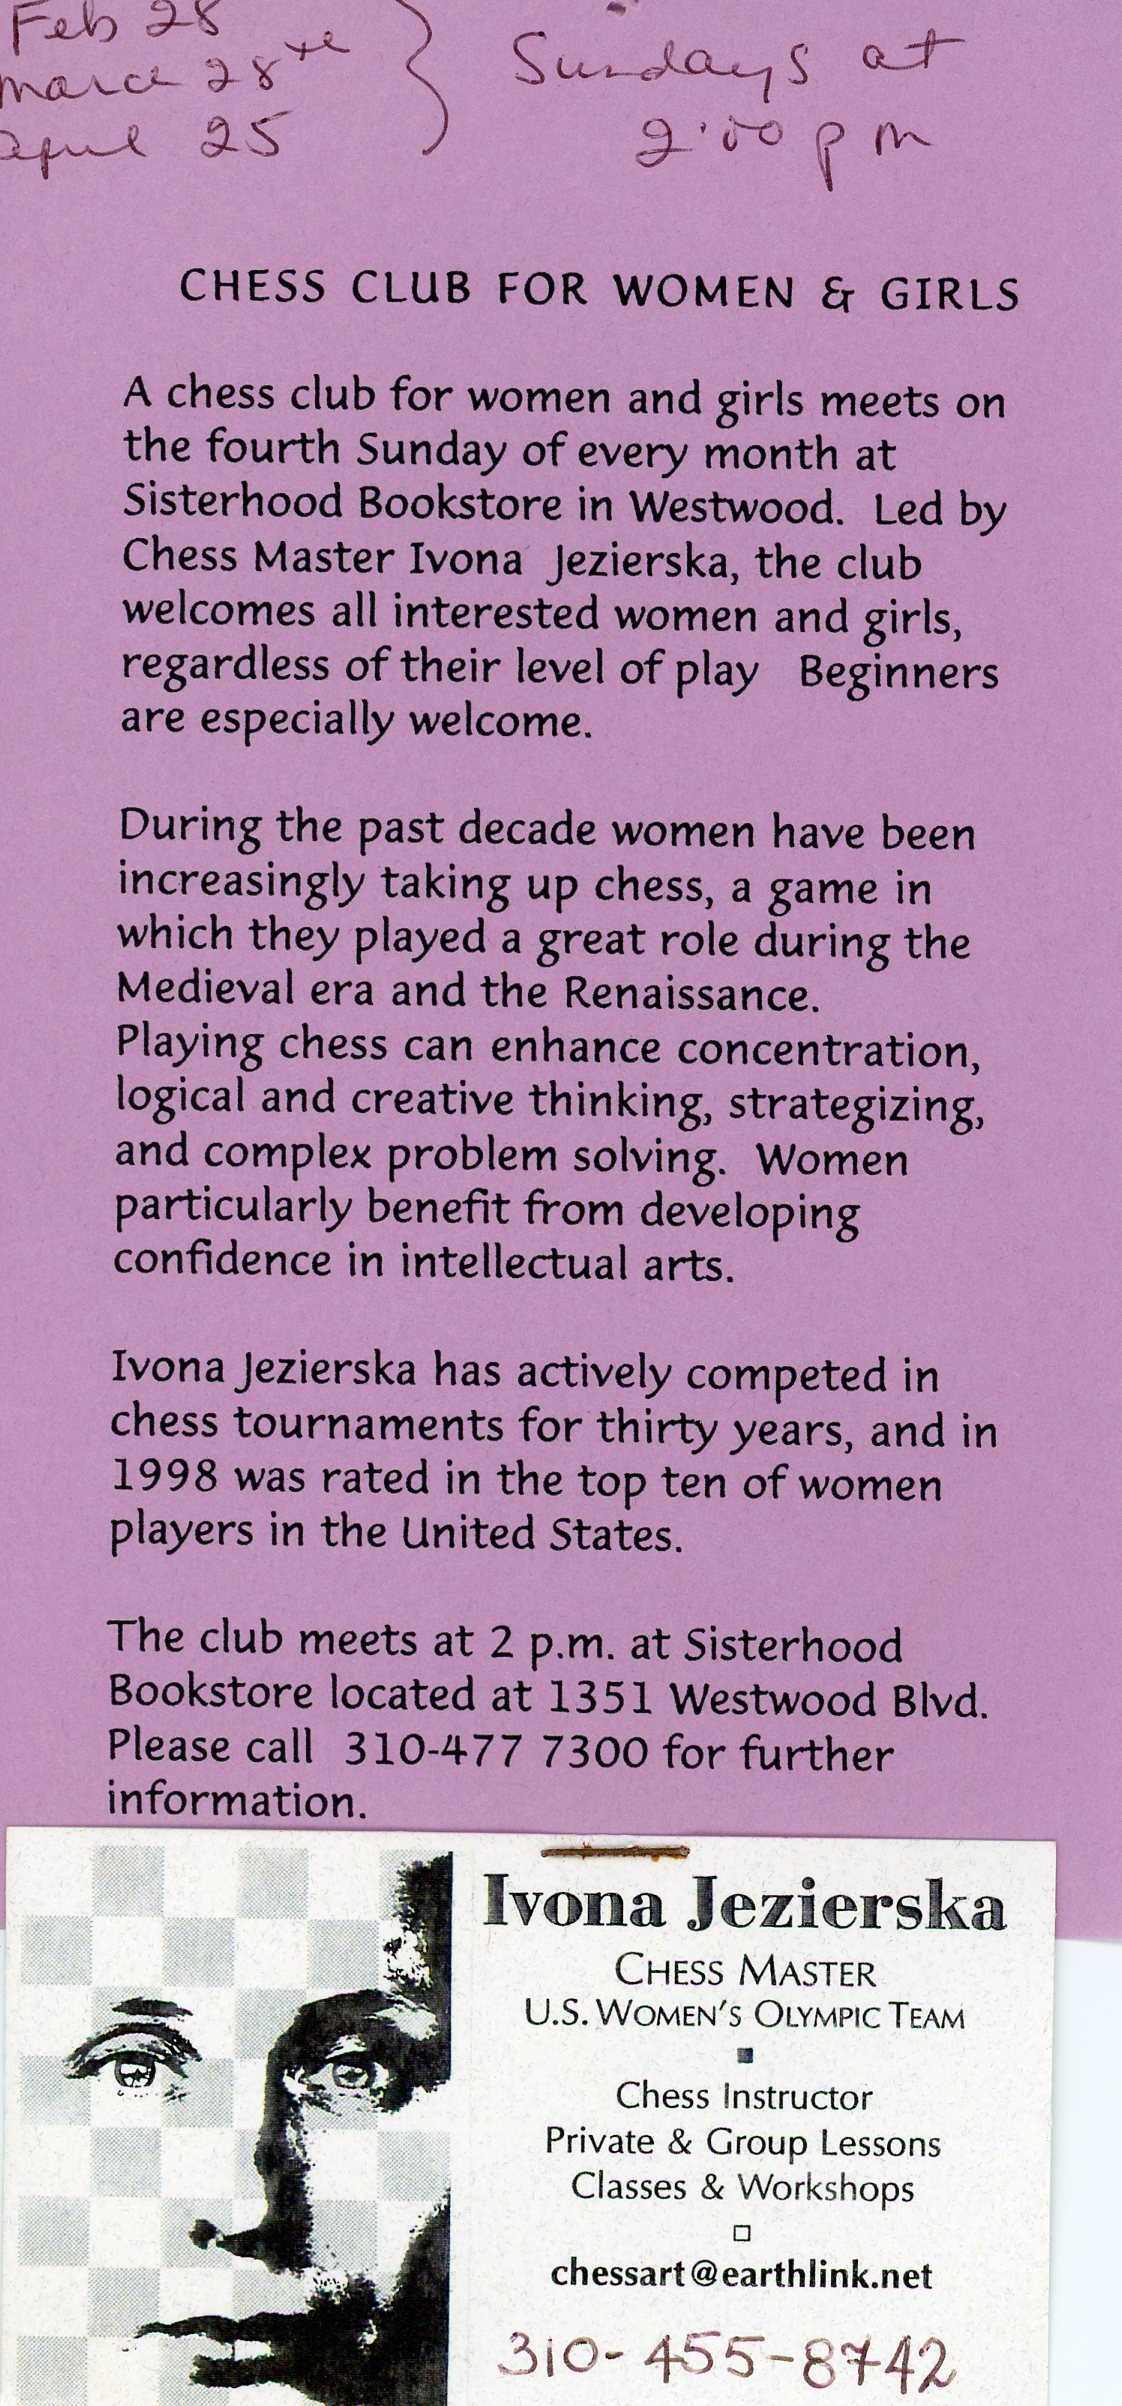 Feb 28
March 28th
April 25
} Sundays at
2:00 pm
CHESS CLUB FOR WOMEN & GIRLS
A chess club for women and girls meets on
the fourth Sunday of every month at
Sisterhood Bookstore in Westwood.  Led by
Chess Master Ivona  Jezierska, the club
welcomes all interested women and girls,
regardless of their level of play   Beginners
are especially welcome.
During the past decade women have been
increasingly taking up chess, a game in
which they played a great role during the
Medieval era and the Renaissance.
Playing chess can enhance concentration,
logical and creative thinking, strategizing,
and complex problem solving.  Women
particularly benefit from developing
confidence in intellectual arts.
Ivona Jezierska has actively competed in
chess tournaments for thirty years, and in
1998 was rated in the top ten of women
players in the United States.
The club meets at 2 p.m. at Sisterhood
Bookstore located at 1351 Westwood Blvd.
Please call  310-477 7300 for further
information.
Ivona Jezierska
CHESS MASTER
U.S. WOMEN'S OLYMPIC TEAM
Chess Instructor
Private & Group Lessons
Classes & Workshops
chessart@earthlink.net
310-455-8742